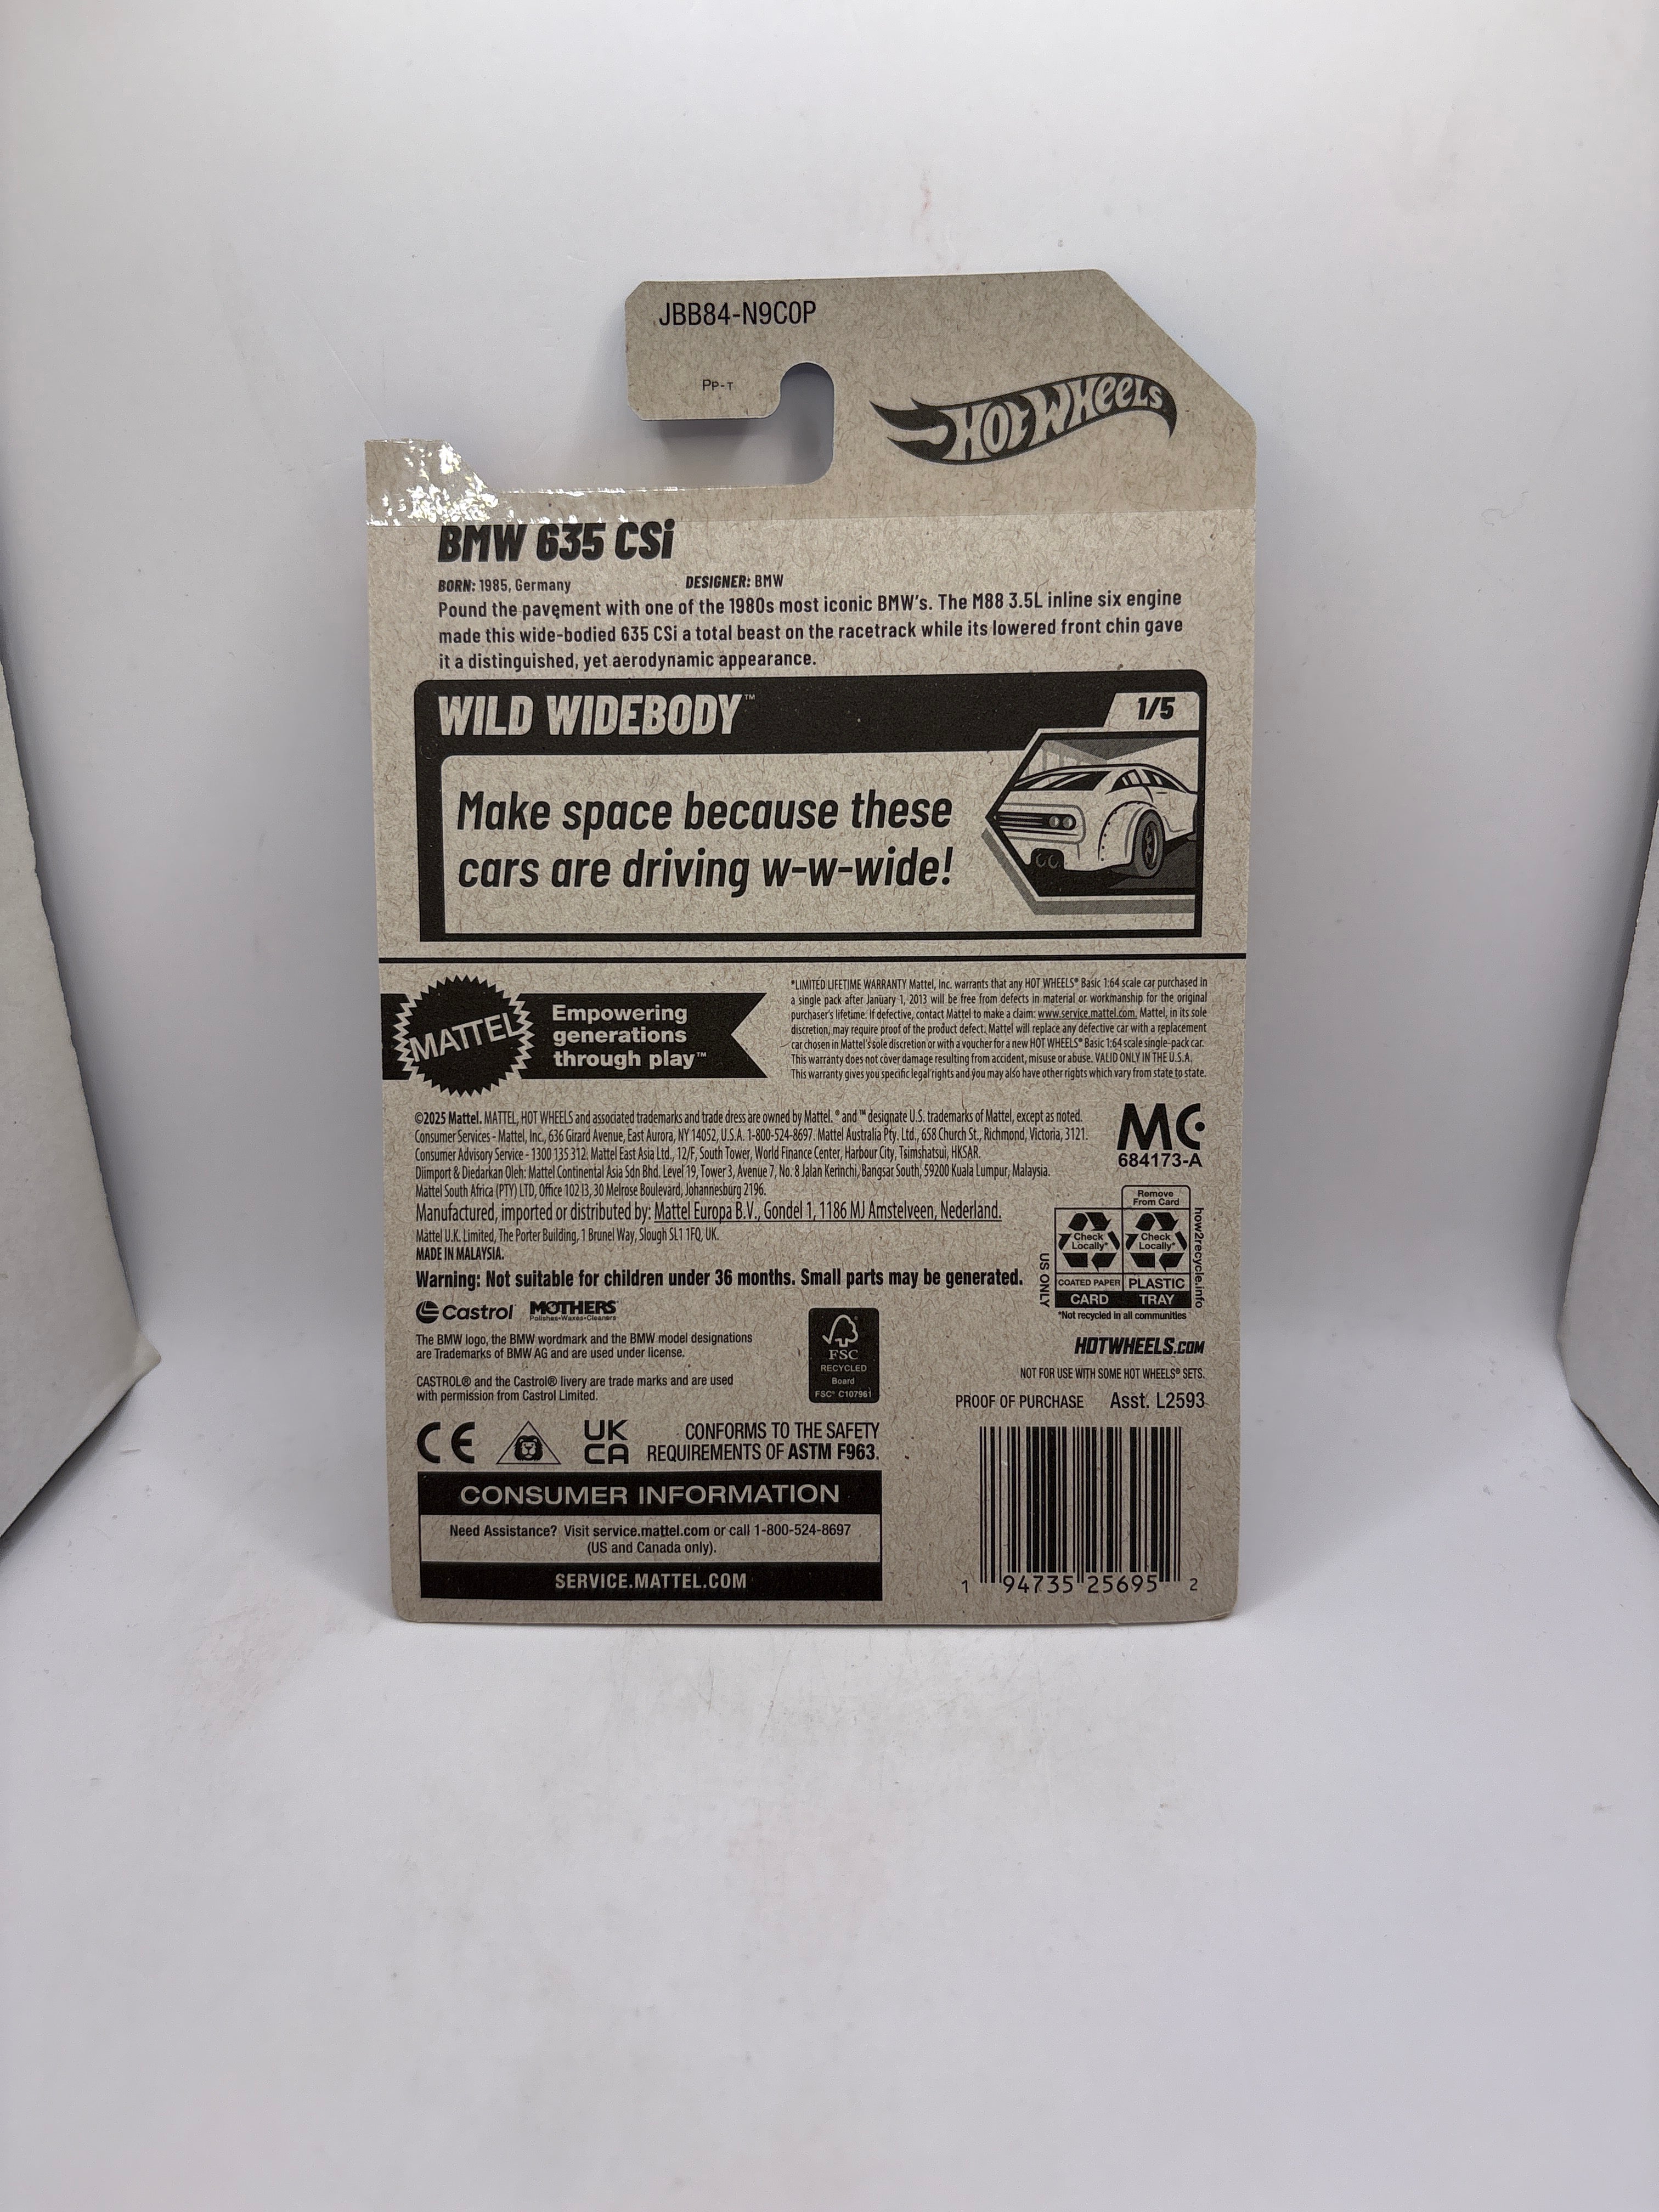 JBB84-N9C0P
Pp-T
HOT WHEELS
BMW 635 CSi
BORN: 1985, Germany DESIGNER: BMW
Pound the pavement with one of the 1980s most iconic BMW's. The M88 3.5L inline six engine
made this wide-bodied 635 CSi a total beast on the racetrack while its lowered front chin gave
it a distinguished, yet aerodynamic appearance.
WILD WIDEBODY™ 1/5
Make space because these
cars are driving w-w-wide!
MATTEL
Empowering
generations
through play™
*LIMITED LIFETIME WARRANTY Mattel, Inc. warrants that any HOT WHEELS® Basic 1:64 scale car purchased in
a single pack after January 1, 2013 will be free from defects in material or workmanship for the original
purchaser's lifetime. If defective, contact Mattel to make a claim: www.service.mattel.com. Mattel, in its sole
discretion, may require proof of the product defect. Mattel will replace any defective car with a replacement
car chosen in Mattel's sole discretion or with a voucher for a new HOT WHEELS® Basic 1:64 scale single-pack car.
This warranty does not cover damage resulting from accident, misuse or abuse. VALID ONLY IN THE U.S.A.
This warranty gives you specific legal rights and you may also have other rights which vary from state to state.
©2025 Mattel. MATTEL, HOT WHEELS and associated trademarks and trade dress are owned by Mattel. ® and ™ designate U.S. trademarks of Mattel, except as noted.
Consumer Services - Mattel, Inc., 636 Girard Avenue, East Aurora, NY 14052, U.S.A. 1-800-524-8697. Mattel Australia Pty. Ltd., 658 Church St., Richmond, Victoria, 3121.
Consumer Advisory Service - 1300 135 312. Mattel East Asia Ltd., 12/F, South Tower, World Finance Center, Harbour City, Tsimshatsui, HKSAR.
Diimport & Diedarkan Oleh: Mattel Continental Asia Sdn Bhd. Level 19, Tower 3, Avenue 7, No. 8 Jalan Kerinchi, Bangsar South, 59200 Kuala Lumpur, Malaysia.
Mattel South Africa (PTY) LTD, Office 102 I3, 30 Melrose Boulevard, Johannesburg 2196.
Manufactured, imported or distributed by: Mattel Europa B.V., Gondel 1, 1186 MJ Amstelveen, Nederland.
Mattel U.K. Limited, The Porter Building, 1 Brunel Way, Slough SL1 1FQ, UK.
MADE IN MALAYSIA.
Warning: Not suitable for children under 36 months. Small parts may be generated.
MC
684173-A
Remove
From Card
Check Locally*
Check Locally*
COATED PAPER PLASTIC
CARD TRAY
US ONLY
how2recycle.info
*Not recycled in all communities
Castrol MOTHERS
Polishes•Waxes•Cleaners
The BMW logo, the BMW wordmark and the BMW model designations
are Trademarks of BMW AG and are used under license.
CASTROL® and the Castrol® livery are trade marks and are used
with permission from Castrol Limited.
FSC
RECYCLED
Board
FSC® C107961
HOTWHEELS.COM
NOT FOR USE WITH SOME HOT WHEELS® SETS.
PROOF OF PURCHASE Asst. L2593
CE UK
CA
CONFORMS TO THE SAFETY
REQUIREMENTS OF ASTM F963.
CONSUMER INFORMATION
Need Assistance? Visit service.mattel.com or call 1-800-524-8697
(US and Canada only).
SERVICE.MATTEL.COM
1 94735 25695 2